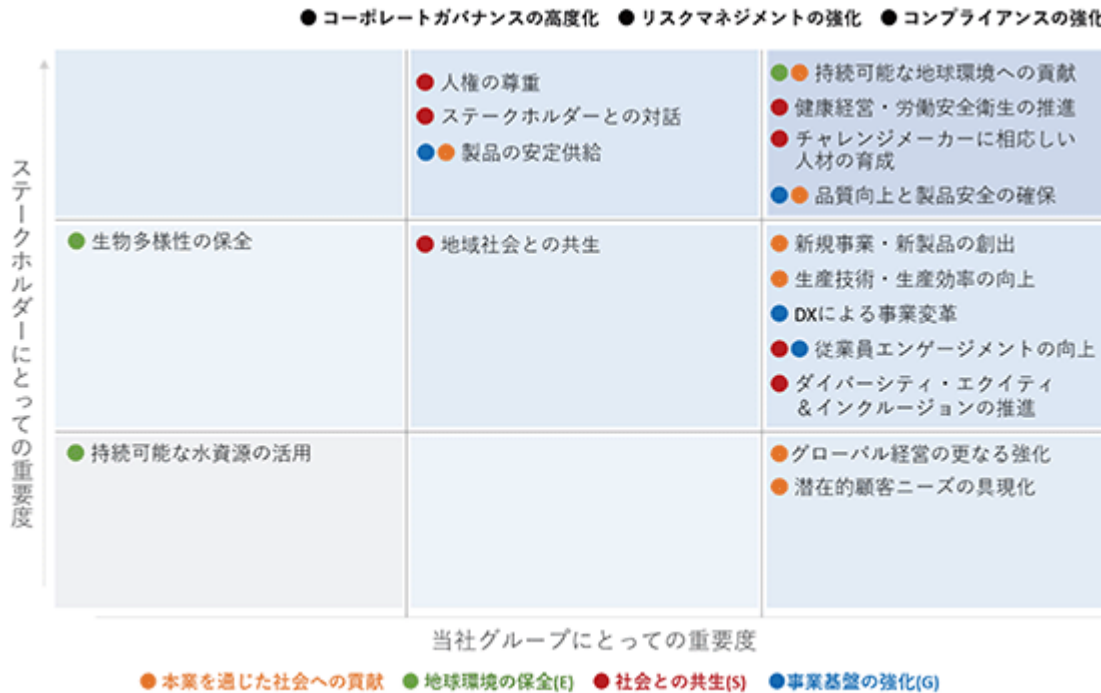 ●コーポレートガバナンスの高度化 ●リスクマネジメントの強化 ●コンプライアンスの強化
ステークホルダーにとっての重要度
●人権の尊重
●ステークホルダーとの対話
●●製品の安定供給
●●持続可能な地球環境への貢献
●健康経営・労働安全衛生の推進
●チャレンジメーカーに相応しい
人材の育成
●●品質向上と製品安全の確保
●生物多様性の保全
●地域社会との共生
●新規事業・新製品の創出
●生産技術・生産効率の向上
●DXによる事業変革
●●従業員エンゲージメントの向上
●ダイバーシティ・エクイティ
&インクルージョンの推進
●持続可能な水資源の活用
●グローバル経営の更なる強化
●潜在的顧客ニーズの具現化
当社グループにとっての重要度
●本業を通じた社会への貢献 ●地球環境の保全(E) ●社会との共生(S) ●事業基盤の強化(G)